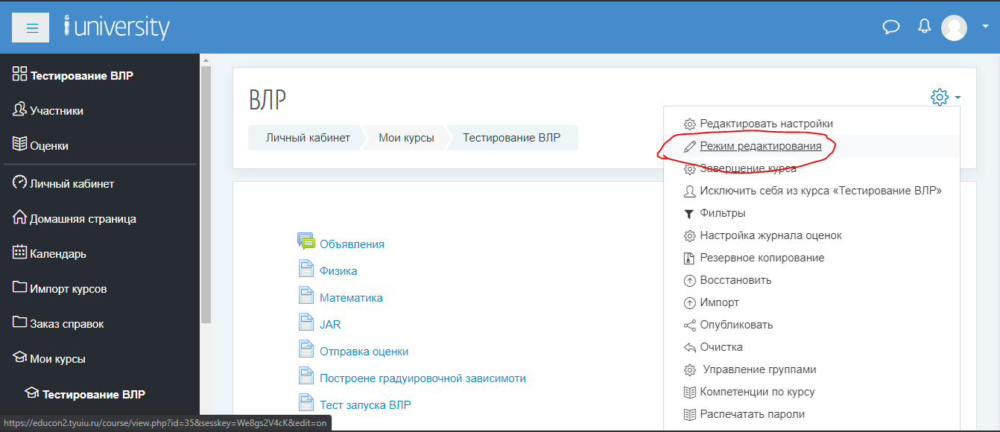 i university
Тестирование ВЛР
Участники
Оценки
Личный кабинет
Домашняя страница
Календарь
Импорт курсов
Заказ справок
Мои курсы
Тестирование ВЛР
ВЛР
Личный кабинет Мои курсы Тестирование ВЛР
Объявления
Физика
Математика
JAR
Отправка оценки
Построене градуировочной зависимоти
Тест запуска ВЛР
Редактировать настройки
Режим редактирования
Завершение курса
Исключить себя из курса «Тестирование ВЛР»
Фильтры
Настройка журнала оценок
Резервное копирование
Восстановить
Импорт
Опубликовать
Очистка
Управление группами
Компетенции по курсу
Распечатать пароли
https://educon2.tyuiu.ru/course/view.php?id=35&sesskey=We8gs2V4cK&edit=on